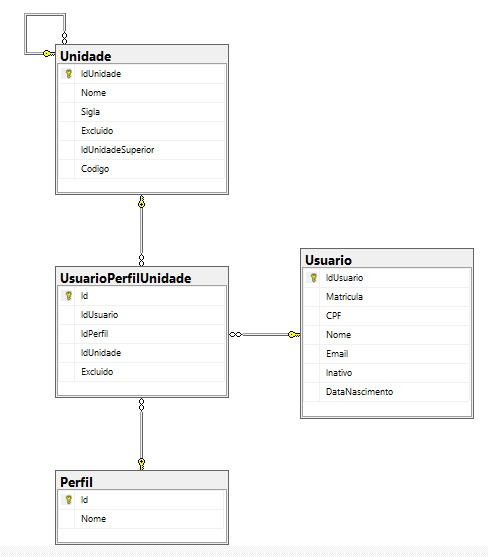 Unidade
IdUnidade
Nome
Sigla
Excluido
IdUnidadeSuperior
Codigo
UsuarioPerfilUnidade
Id
IdUsuario
IdPerfil
IdUnidade
Excluido
Usuario
IdUsuario
Matricula
CPF
Nome
Email
Inativo
DataNascimento
Perfil
Id
Nome